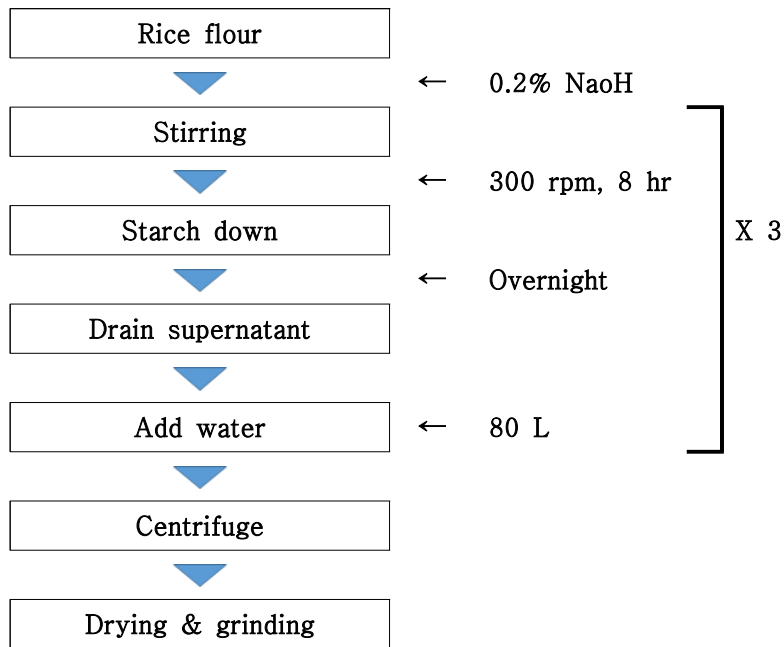 Rice flour
← 0.2% NaoH
Stirring
← 300 rpm, 8 hr
Starch down
X 3
← Overnight
Drain supernatant
Add water
← 80 L
Centrifuge
Drying & grinding